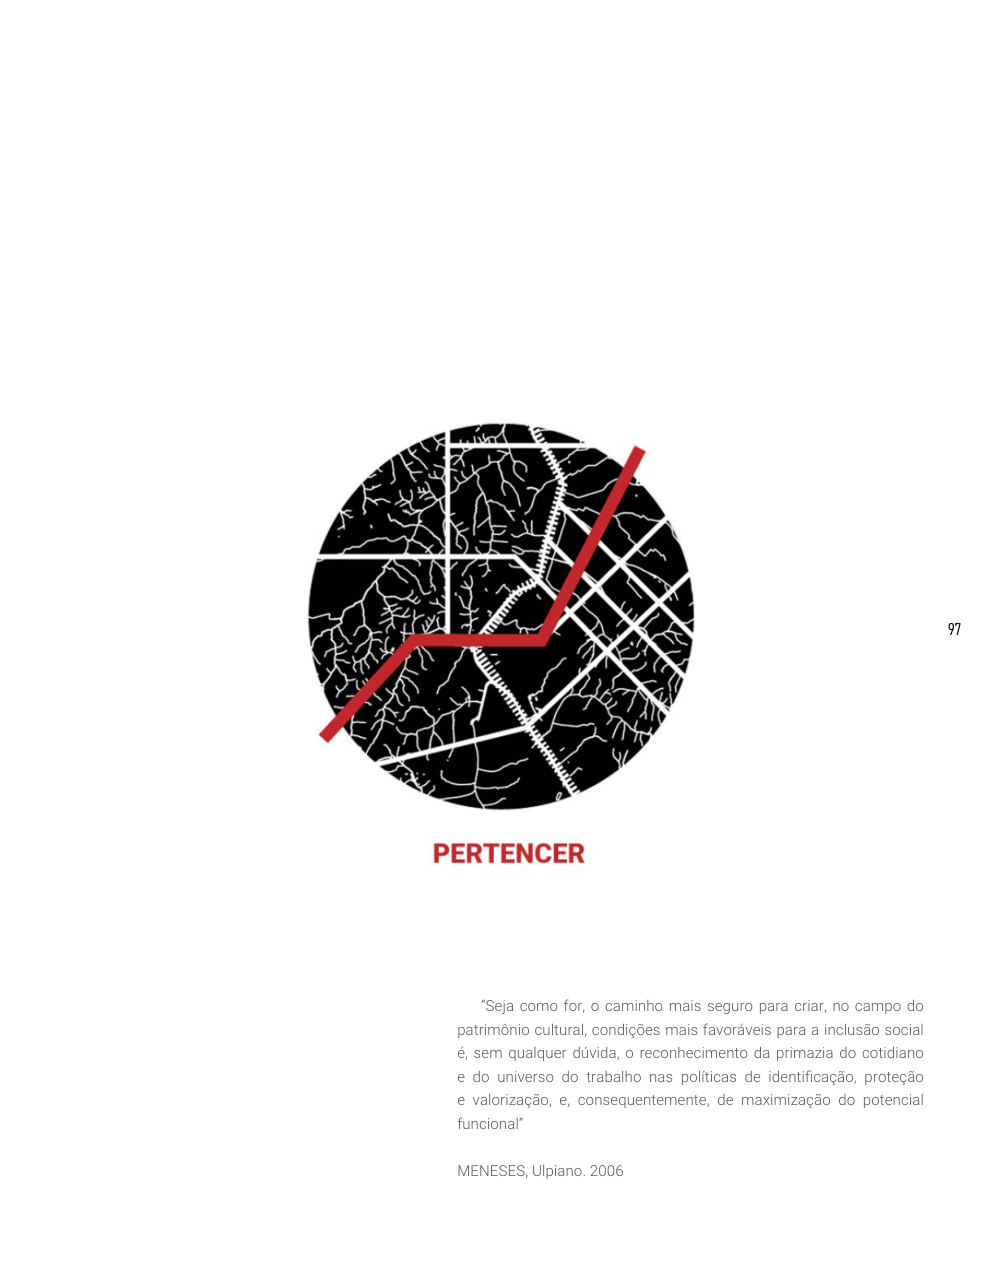 97
PERTENCER
“Seja como for, o caminho mais seguro para criar, no campo do
patrimônio cultural, condições mais favoráveis para a inclusão social
é, sem qualquer dúvida, o reconhecimento da primazia do cotidiano
e do universo do trabalho nas políticas de identificação, proteção
e valorização, e, consequentemente, de maximização do potencial
funcional”
MENESES, Ulpiano. 2006